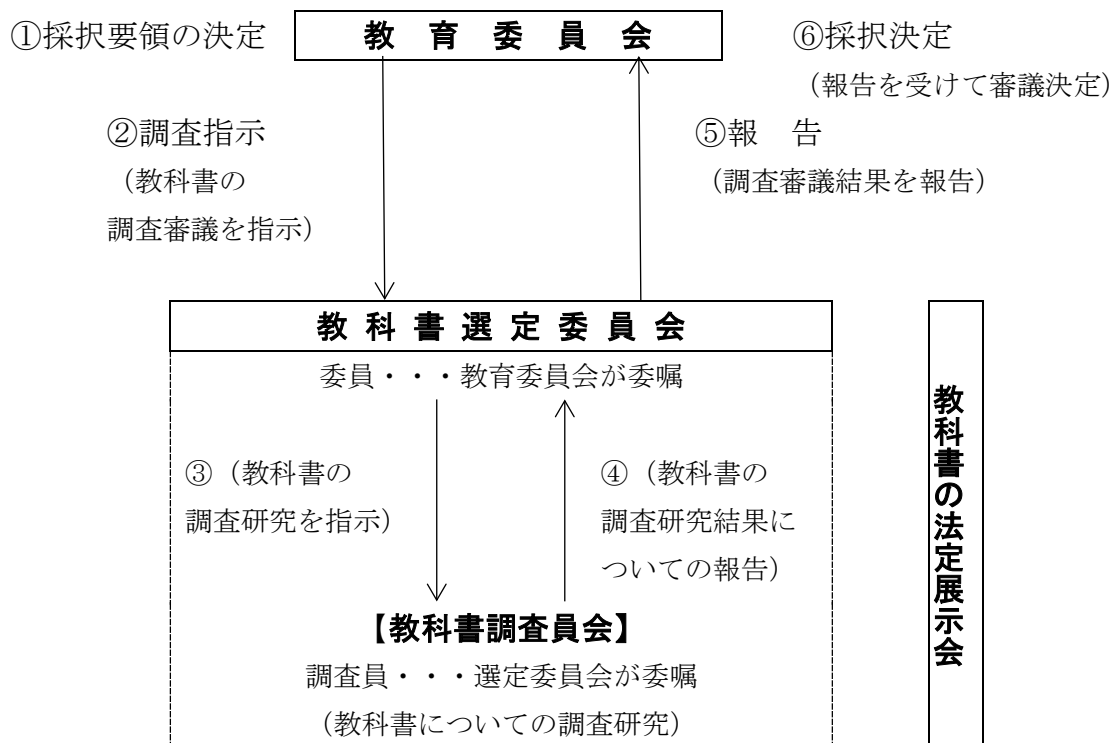 ①採択要領の決定
教育委員会
⑥採択決定
（報告を受けて審議決定）
②調査指示
（教科書の
調査審議を指示）
⑤報　告
（調査審議結果を報告）
教科書選定委員会
委員・・・教育委員会が委嘱
③（教科書の
調査研究を指示）
④（教科書の
調査研究結果に
ついての報告）
【教科書調査員会】
調査員・・・選定委員会が委嘱
（教科書についての調査研究）
教科書の法定展示会